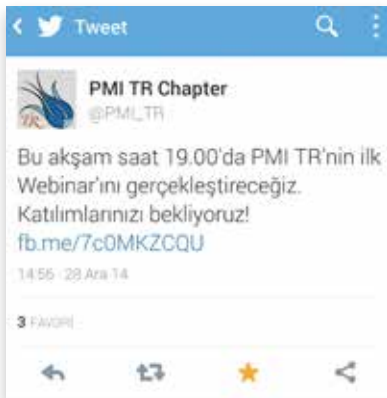 Tweet
PMI TR Chapter
@PMI_TR
Bu akşam saat 19.00'da PMI TR'nin ilk
Webinar'ını gerçekleştireceğiz.
Katılımlarınızı bekliyoruz!
fb.me/7c0MKZCQU
14:56 · 28 Ara 14
3 FAVORİ